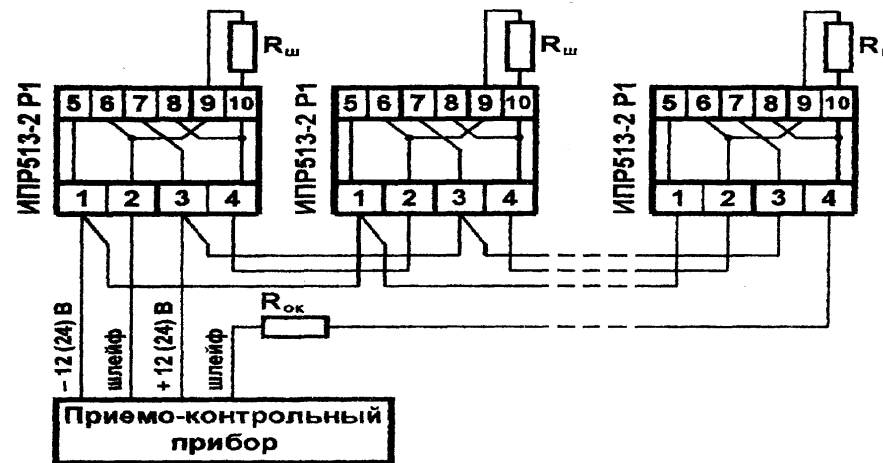 Rш
Rш
R
ИПР513-2 Р1
5 6 7 8 9 10
1 2 3 4
ИПР513-2 Р1
5 6 7 8 9 10
1 2 3 4
ИПР513-2 Р1
5 6 7 8 9 10
1 2 3 4
Rок
– 12 (24) В
шлейф
+ 12 (24) В
шлейф
Приемо-контрольный
прибор